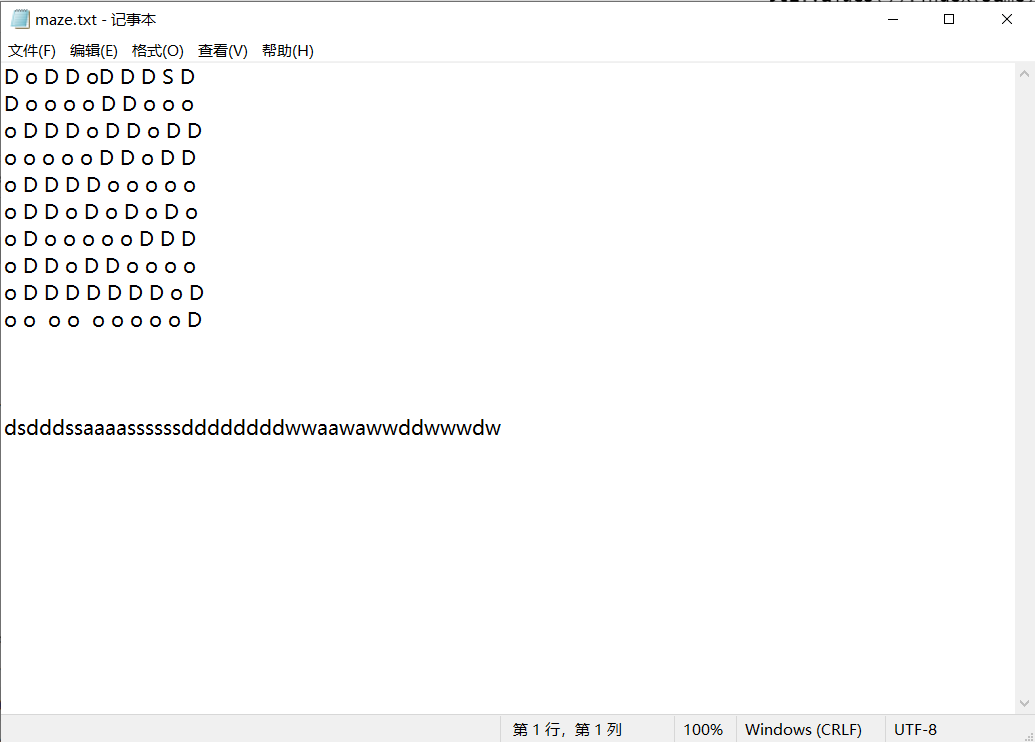 maze.txt - 记事本
文件(F) 编辑(E) 格式(O) 查看(V) 帮助(H)
D o D D oD D D S D
D o o o o D D o o o
o D D D o D D o D D
o o o o o D D o D D
o D D D D o o o o o
o D D o D o D o D o
o D o o o o o D D D
o D D o D D o o o o
o D D D D D D D o D
o o  o o  o o o o o D
dsdddssaaaassssssddddddddwwaawawwddwwwdw
第 1 行，第 1 列 100% Windows (CRLF) UTF-8